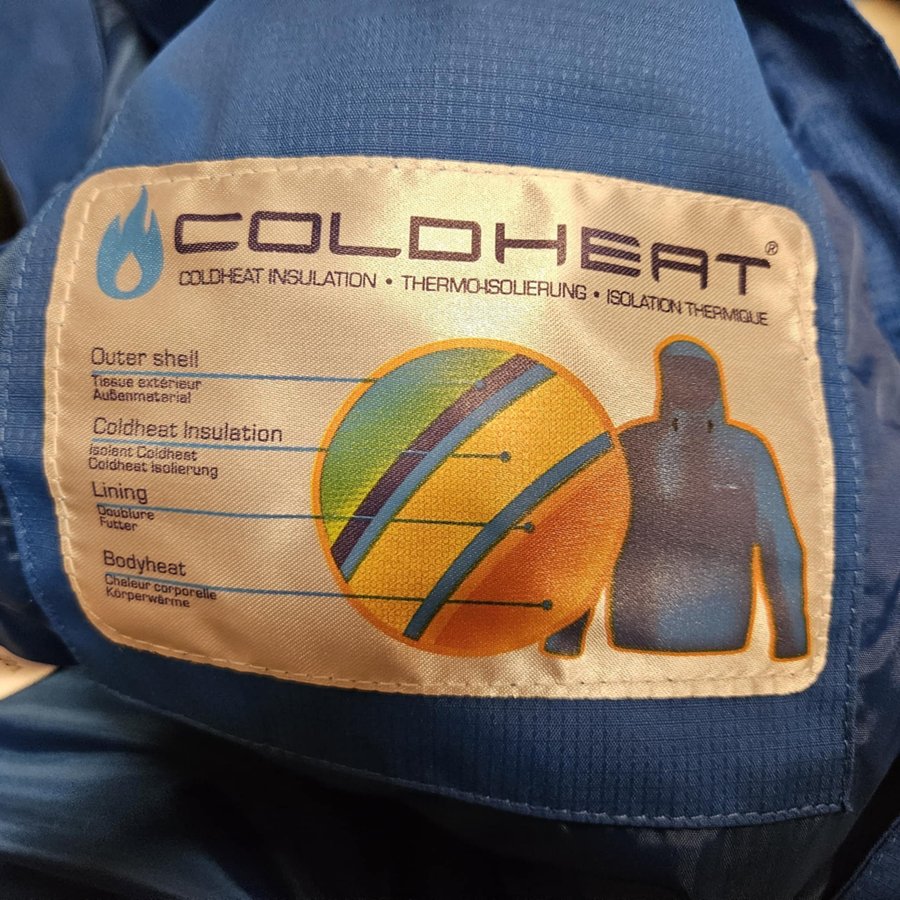 COLDHEAT®
COLDHEAT INSULATION • THERMO-ISOLIERUNG • ISOLATION THERMIQUE
Outer shell
Tissue extérieur
Außenmaterial
Coldheat Insulation
Isolent Coldheat
Coldheat Isolierung
Lining
Doublure
Futter
Bodyheat
Chaleur corporelle
Körperwärme